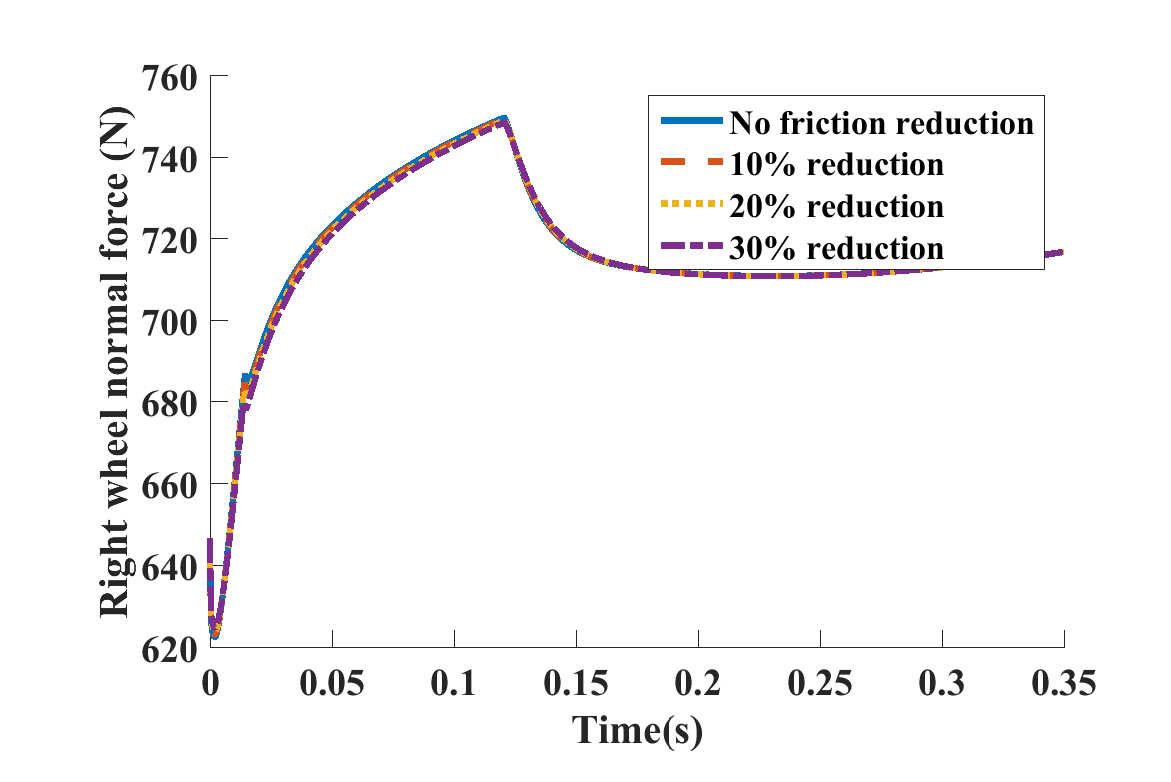 Right wheel normal force (N)
760
740
720
700
680
660
640
620
No friction reduction
10% reduction
20% reduction
30% reduction
0 0.05 0.1 0.15 0.2 0.25 0.3 0.35
Time(s)